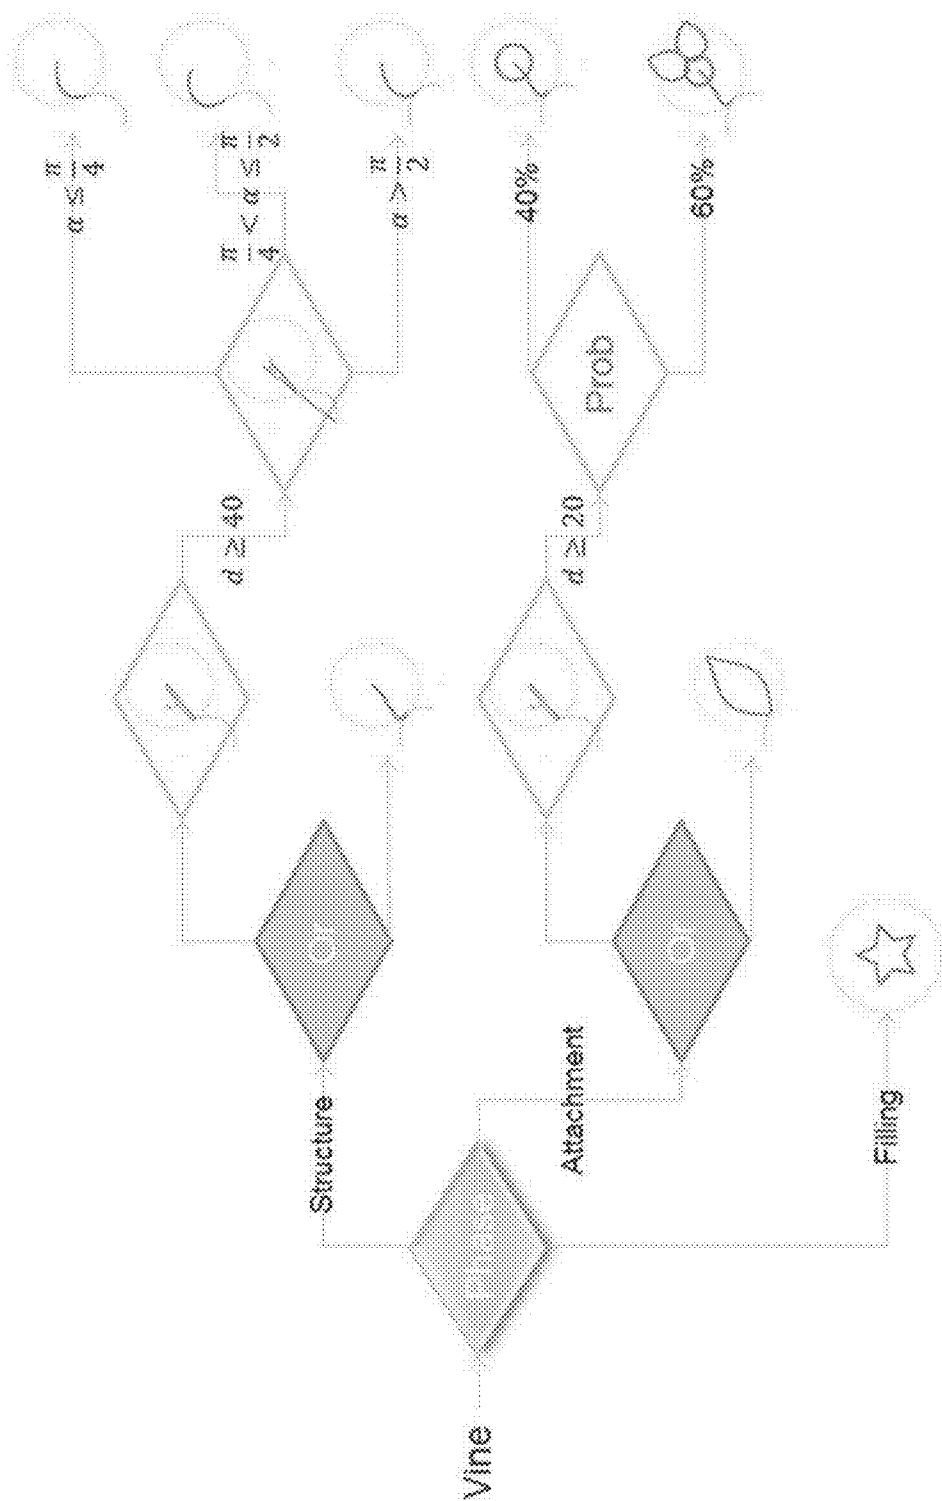 Vine
Structure
Attachment
Filling
d ≥ 40
d ≥ 20
Prob
α ≤ π/4
π/4 < α ≤ π/2
α > π/2
40%
60%